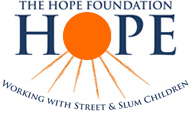 THE HOPE FOUNDATION
HOPE
WORKING WITH STREET & SLUM CHILDREN